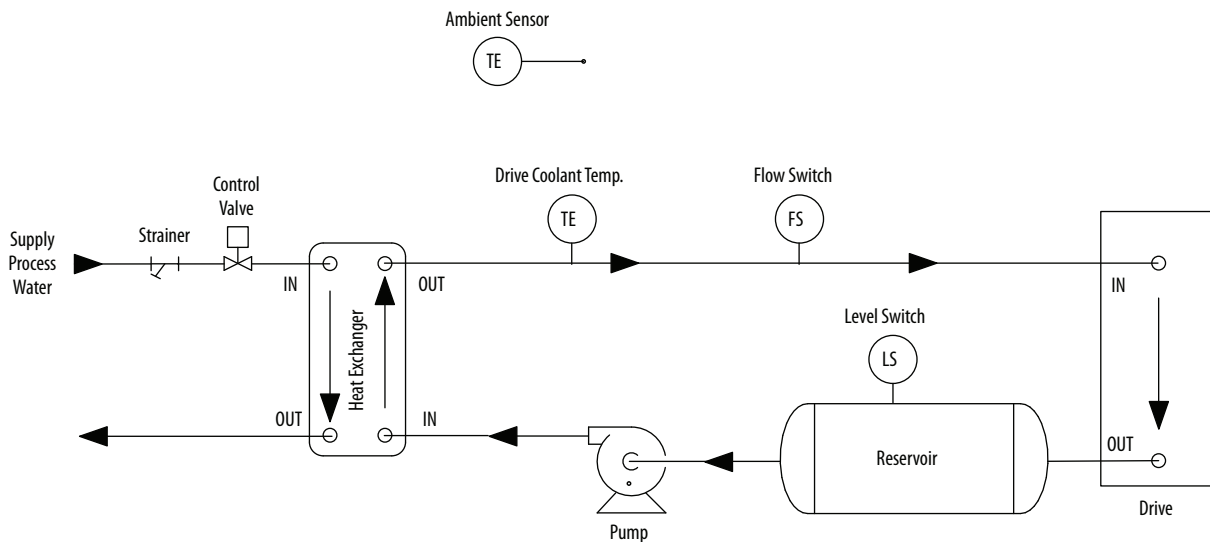 Ambient Sensor
TE
Drive Coolant Temp.
TE
Flow Switch
FS
Control
Valve
Strainer
Supply
Process
Water
IN
OUT
Heat Exchanger
OUT
IN
IN
Level Switch
LS
Reservoir
OUT
Drive
Pump